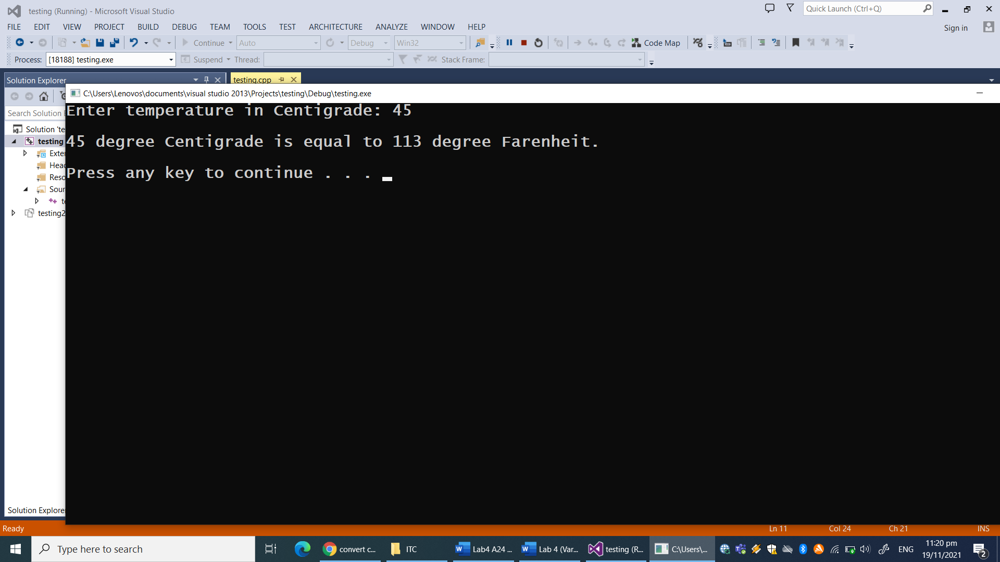 testing (Running) - Microsoft Visual Studio
Quick Launch (Ctrl+Q)
FILE EDIT VIEW PROJECT BUILD DEBUG TEAM TOOLS TEST ARCHITECTURE ANALYZE WINDOW HELP
Sign in
Continue Auto Debug Win32 Code Map
Process: [18188] testing.exe Suspend Thread: Stack Frame:
Solution Explorer testing.cpp
C:\Users\Lenovos\documents\visual studio 2013\Projects\testing\Debug\testing.exe
Search Solution
Enter temperature in Centigrade: 45
Solution 'te
testing
45 degree Centigrade is equal to 113 degree Farenheit.
Exter
Head
Reso
Press any key to continue . . .
Sour
te
testing2
Solution Explorer
Ready Ln 11 Col 24 Ch 21 INS
Type here to search
convert c...
ITC
Lab4 A24 ...
Lab 4 (Var...
testing (R...
C:\Users\...
ENG
11:20 pm
19/11/2021
2